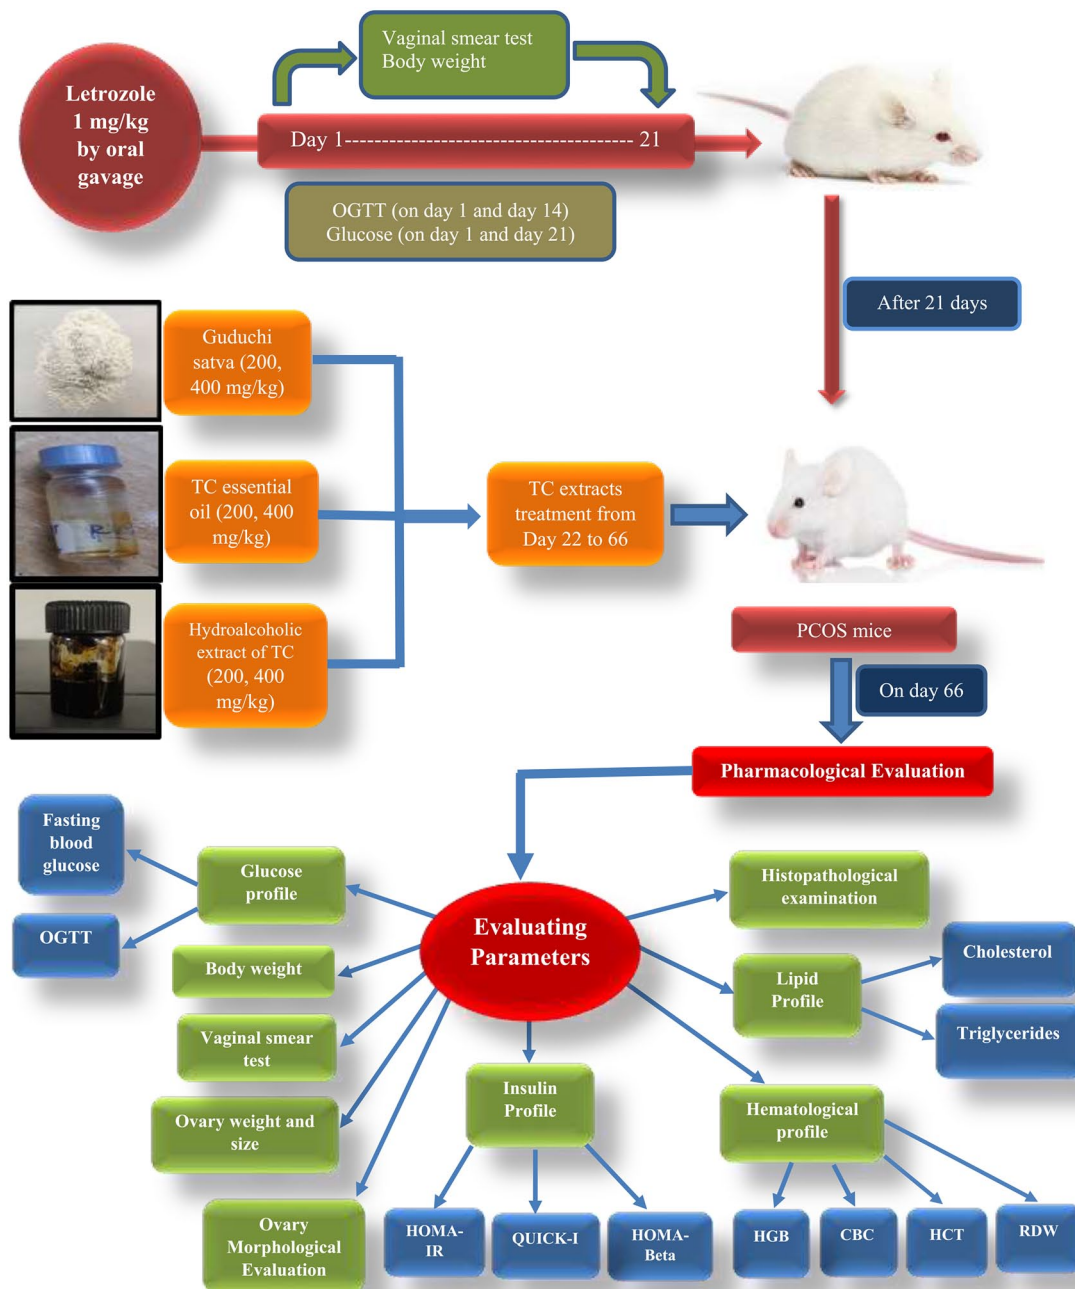 Vaginal smear test
Body weight
Letrozole
1 mg/kg
by oral
gavage
Day 1--------------------------------------- 21
OGTT (on day 1 and day 14)
Glucose (on day 1 and day 21)
After 21 days
Guduchi
satva (200,
400 mg/kg)
TC essential
oil (200, 400
mg/kg)
TC extracts
treatment from
Day 22 to 66
Hydroalcoholic
extract of TC
(200, 400
mg/kg)
PCOS mice
On day 66
Pharmacological Evaluation
Fasting
blood
glucose
Glucose
profile
OGTT
Body weight
Vaginal smear
test
Ovary weight and
size
Ovary
Morphological
Evaluation
Evaluating
Parameters
Insulin
Profile
HOMA-
IR
QUICK-I
HOMA-
Beta
Histopathological
examination
Lipid
Profile
Cholesterol
Triglycerides
Hematological
profile
HGB
CBC
HCT
RDW